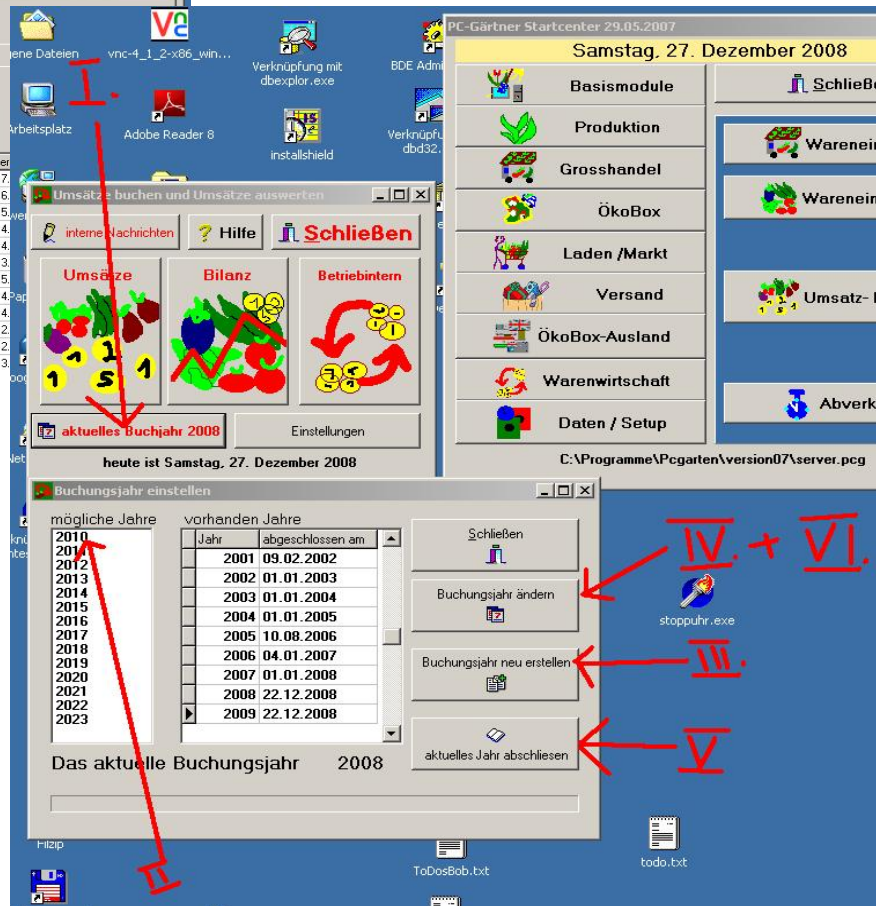 gene Dateien
vnc-4_1_2-x86_win...
Verknüpfung mit
dbexplor.exe
BDE Admi
I.
Arbeitsplatz
Adobe Reader 8
installshield
Verknüpfu
dbd32.
PC-Gärtner Startcenter 29.05.2007
Samstag, 27. Dezember 2008
Basismodule
Schließe
Produktion
Warenein
Grosshandel
ÖkoBox
Warenein
Laden /Markt
Versand
Umsatz-
ÖkoBox-Ausland
Warenwirtschaft
Abverk
Daten / Setup
C:\Programme\Pcgarten\version07\server.pcg
Umsätze buchen und Umsätze auswerten
interne Nachrichten
Hilfe
Schließen
Umsätze
Bilanz
Betriebintern
aktuelles Buchjahr 2008
Einstellungen
heute ist Samstag, 27. Dezember 2008
Buchungsjahr einstellen
mögliche Jahre
2010
2011
2012
2013
2014
2015
2016
2017
2018
2019
2020
2021
2022
2023
vorhanden Jahre
Jahr abgeschlossen am
2001 09.02.2002
2002 01.01.2003
2003 01.01.2004
2004 01.01.2005
2005 10.08.2006
2006 04.01.2007
2007 01.01.2008
2008 22.12.2008
2009 22.12.2008
Schließen
Buchungsjahr ändern
IV. + VI.
Buchungsjahr neu erstellen
III.
aktuelles Jahr abschliesen
V
Das aktuelle Buchungsjahr 2008
II
stoppuhr.exe
Filzip
ToDosBob.txt
todo.txt